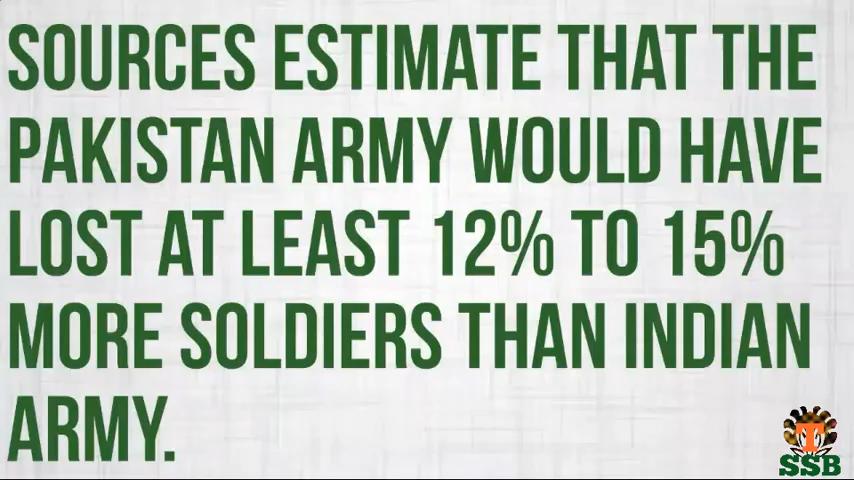 SOURCES ESTIMATE THAT THE
PAKISTAN ARMY WOULD HAVE
LOST AT LEAST 12% TO 15%
MORE SOLDIERS THAN INDIAN
ARMY.
T
SSB